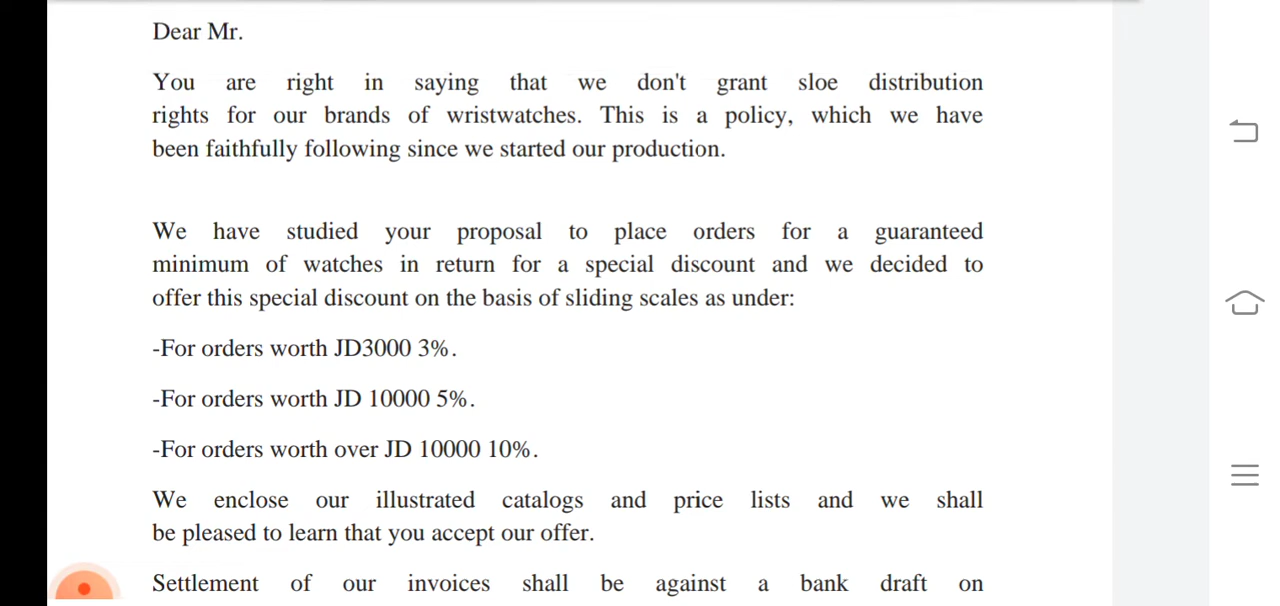 Dear Mr.
You are right in saying that we don't grant sloe distribution
rights for our brands of wristwatches. This is a policy, which we have
been faithfully following since we started our production.
We have studied your proposal to place orders for a guaranteed
minimum of watches in return for a special discount and we decided to
offer this special discount on the basis of sliding scales as under:
-For orders worth JD3000 3%.
-For orders worth JD 10000 5%.
-For orders worth over JD 10000 10%.
We enclose our illustrated catalogs and price lists and we shall
be pleased to learn that you accept our offer.
Settlement of our invoices shall be against a bank draft on